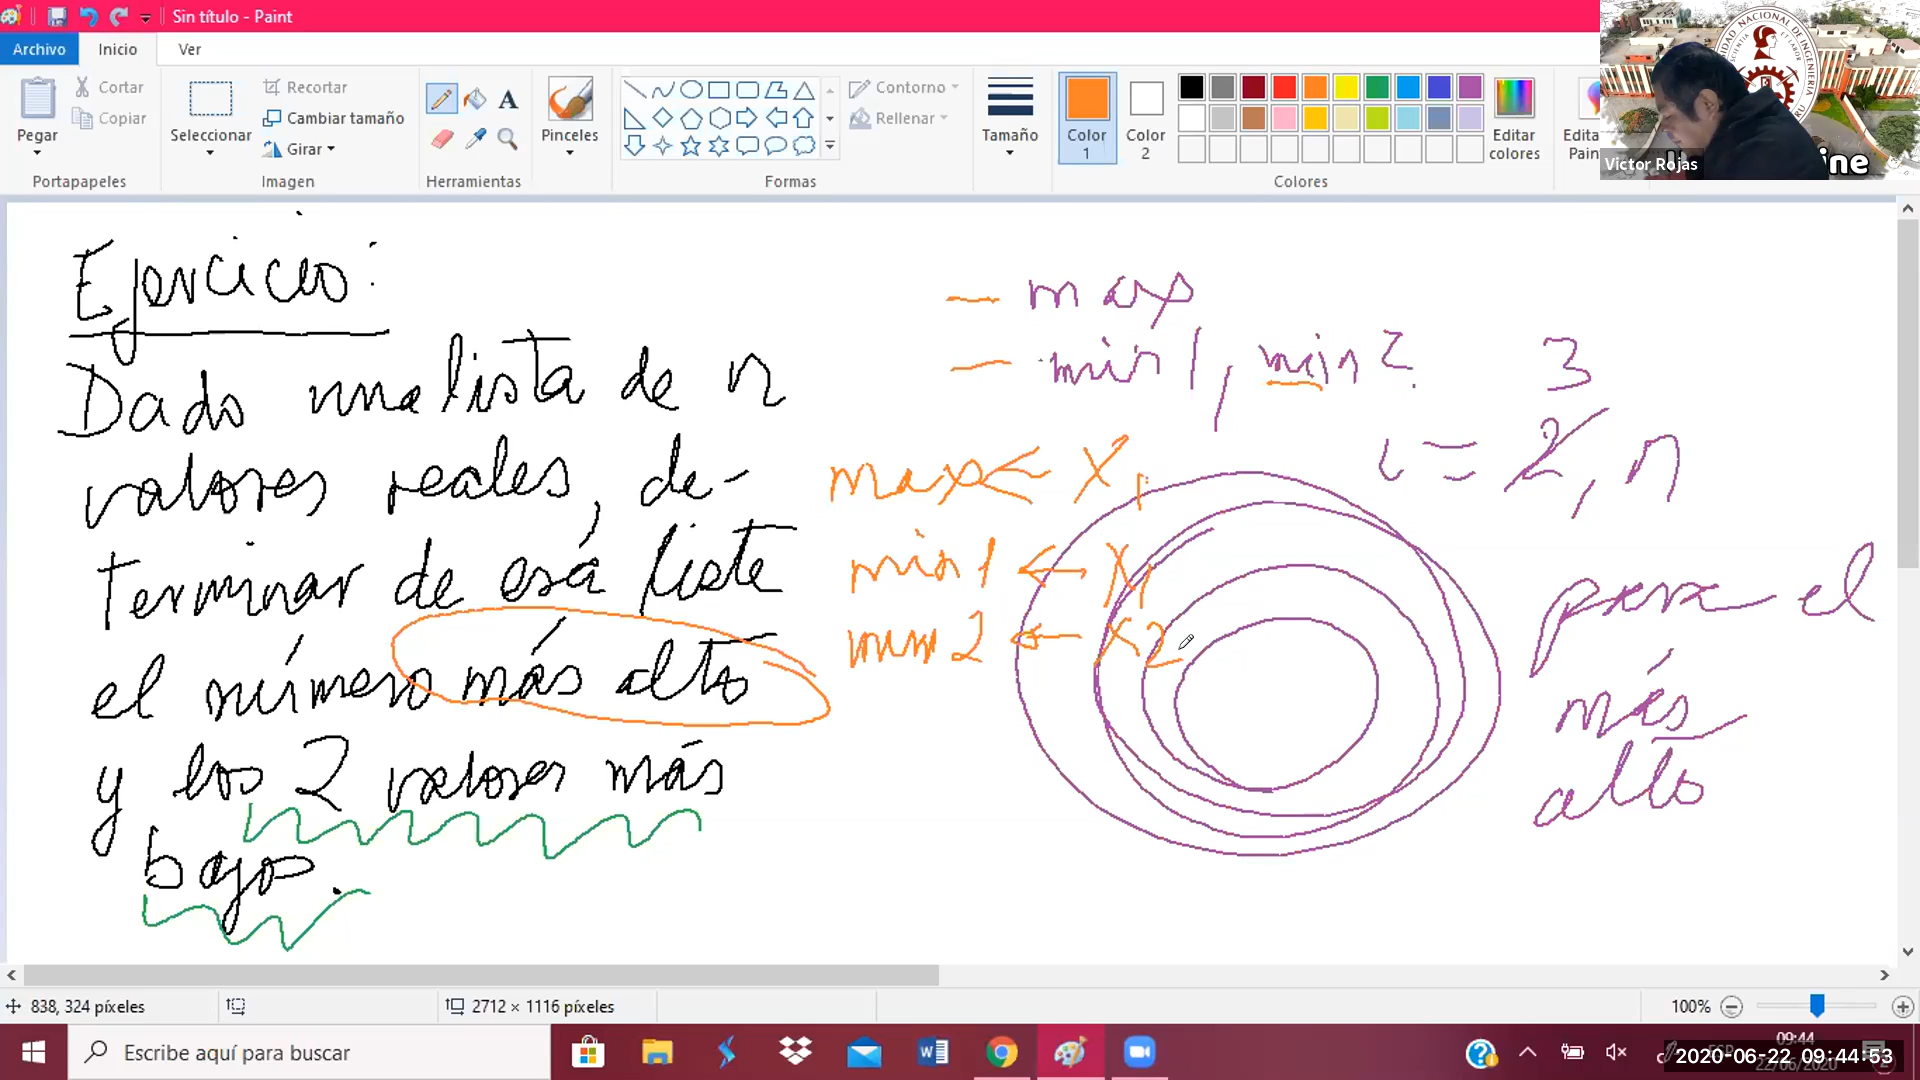 Sin título - Paint
Archivo
Inicio
Ver
Pegar
Cortar
Copiar
Portapapeles
Seleccionar
Recortar
Cambiar tamaño
Girar
Imagen
Herramientas
Pinceles
Contorno
Rellenar
Formas
Tamaño
Color 1
Color 2
Editar colores
Colores
Victor Rojas
Ejercicio:
Dado una lista de n
valores reales, de-
terminar de esa lista
el número más alto
y los 2 valores más
bajo.
— max
— min 1, min 2
3
i = 2, n
max ← X1
min 1 ← X1
min 2 ← X2
para el
más
alto
838, 324 píxeles
2712 × 1116 píxeles
100%
Escribe aquí para buscar
09:44
2020-06-22 09:44:53